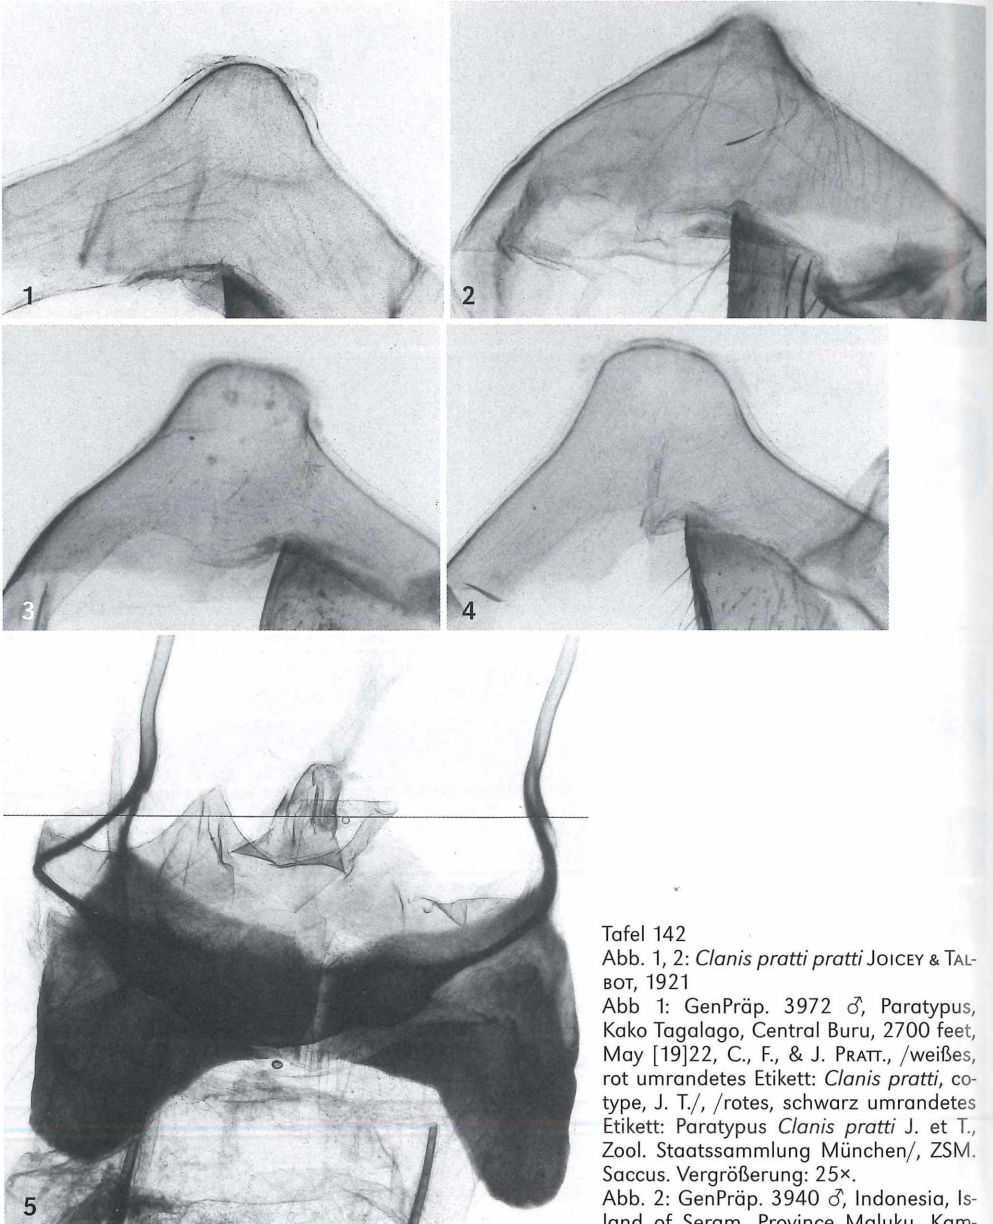 1
2
3
4
5
Tafel 142
Abb. 1, 2: Clanis pratti pratti JOICEY & TAL-
BOT, 1921
Abb 1: GenPräp. 3972 ♂, Paratypus,
Kako Tagalago, Central Buru, 2700 feet,
May [19]22, C., F., & J. PRATT., /weißes,
rot umrandetes Etikett: Clanis pratti, co-
type, J. T./, /rotes, schwarz umrandetes
Etikett: Paratypus Clanis pratti J. et T.,
Zool. Staatssammlung München/, ZSM.
Saccus. Vergrößerung: 25×.
Abb. 2: GenPräp. 3940 ♂, Indonesia, Is-
land of Seram, Province Maluku, Kam-